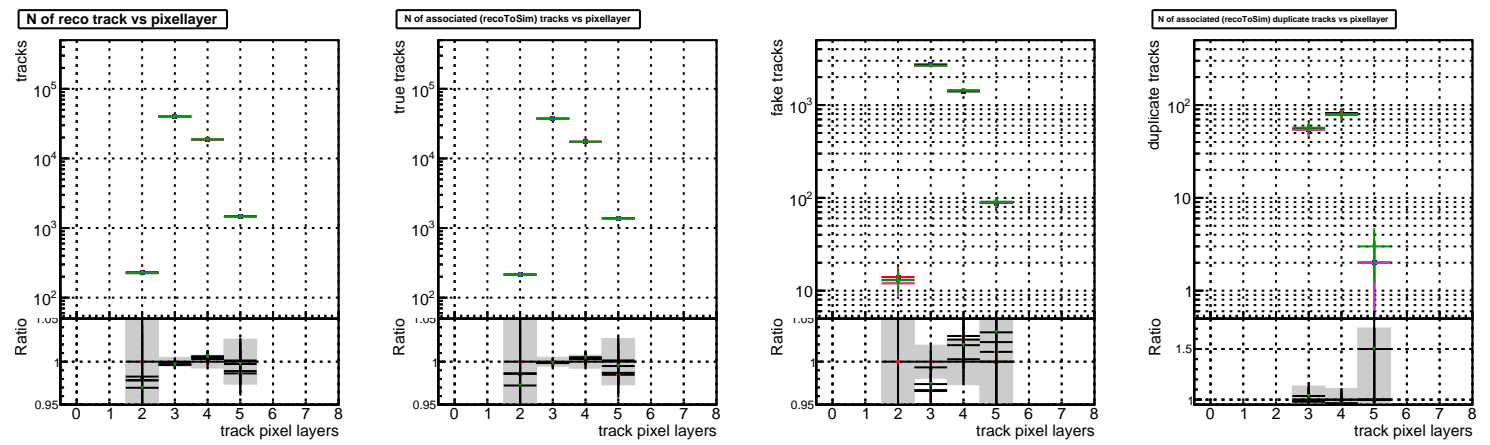 N of reco track vs pixellayer
tracks
10^5
10^4
10^3
10^2
Ratio
1.05
1
0.95
0 1 2 3 4 5 6 7 8
track pixel layers
N of associated (recoToSim) tracks vs pixellayer
true tracks
10^5
10^4
10^3
10^2
Ratio
1.05
1
0.95
0 1 2 3 4 5 6 7 8
track pixel layers
fake tracks
10^3
10^2
10
Ratio
1.05
1
0.95
0 1 2 3 4 5 6 7 8
track pixel layers
N of associated (recoToSim) duplicate tracks vs pixellayer
duplicate tracks
10^2
10
1
Ratio
1.5
1
0 1 2 3 4 5 6 7 8
track pixel layers